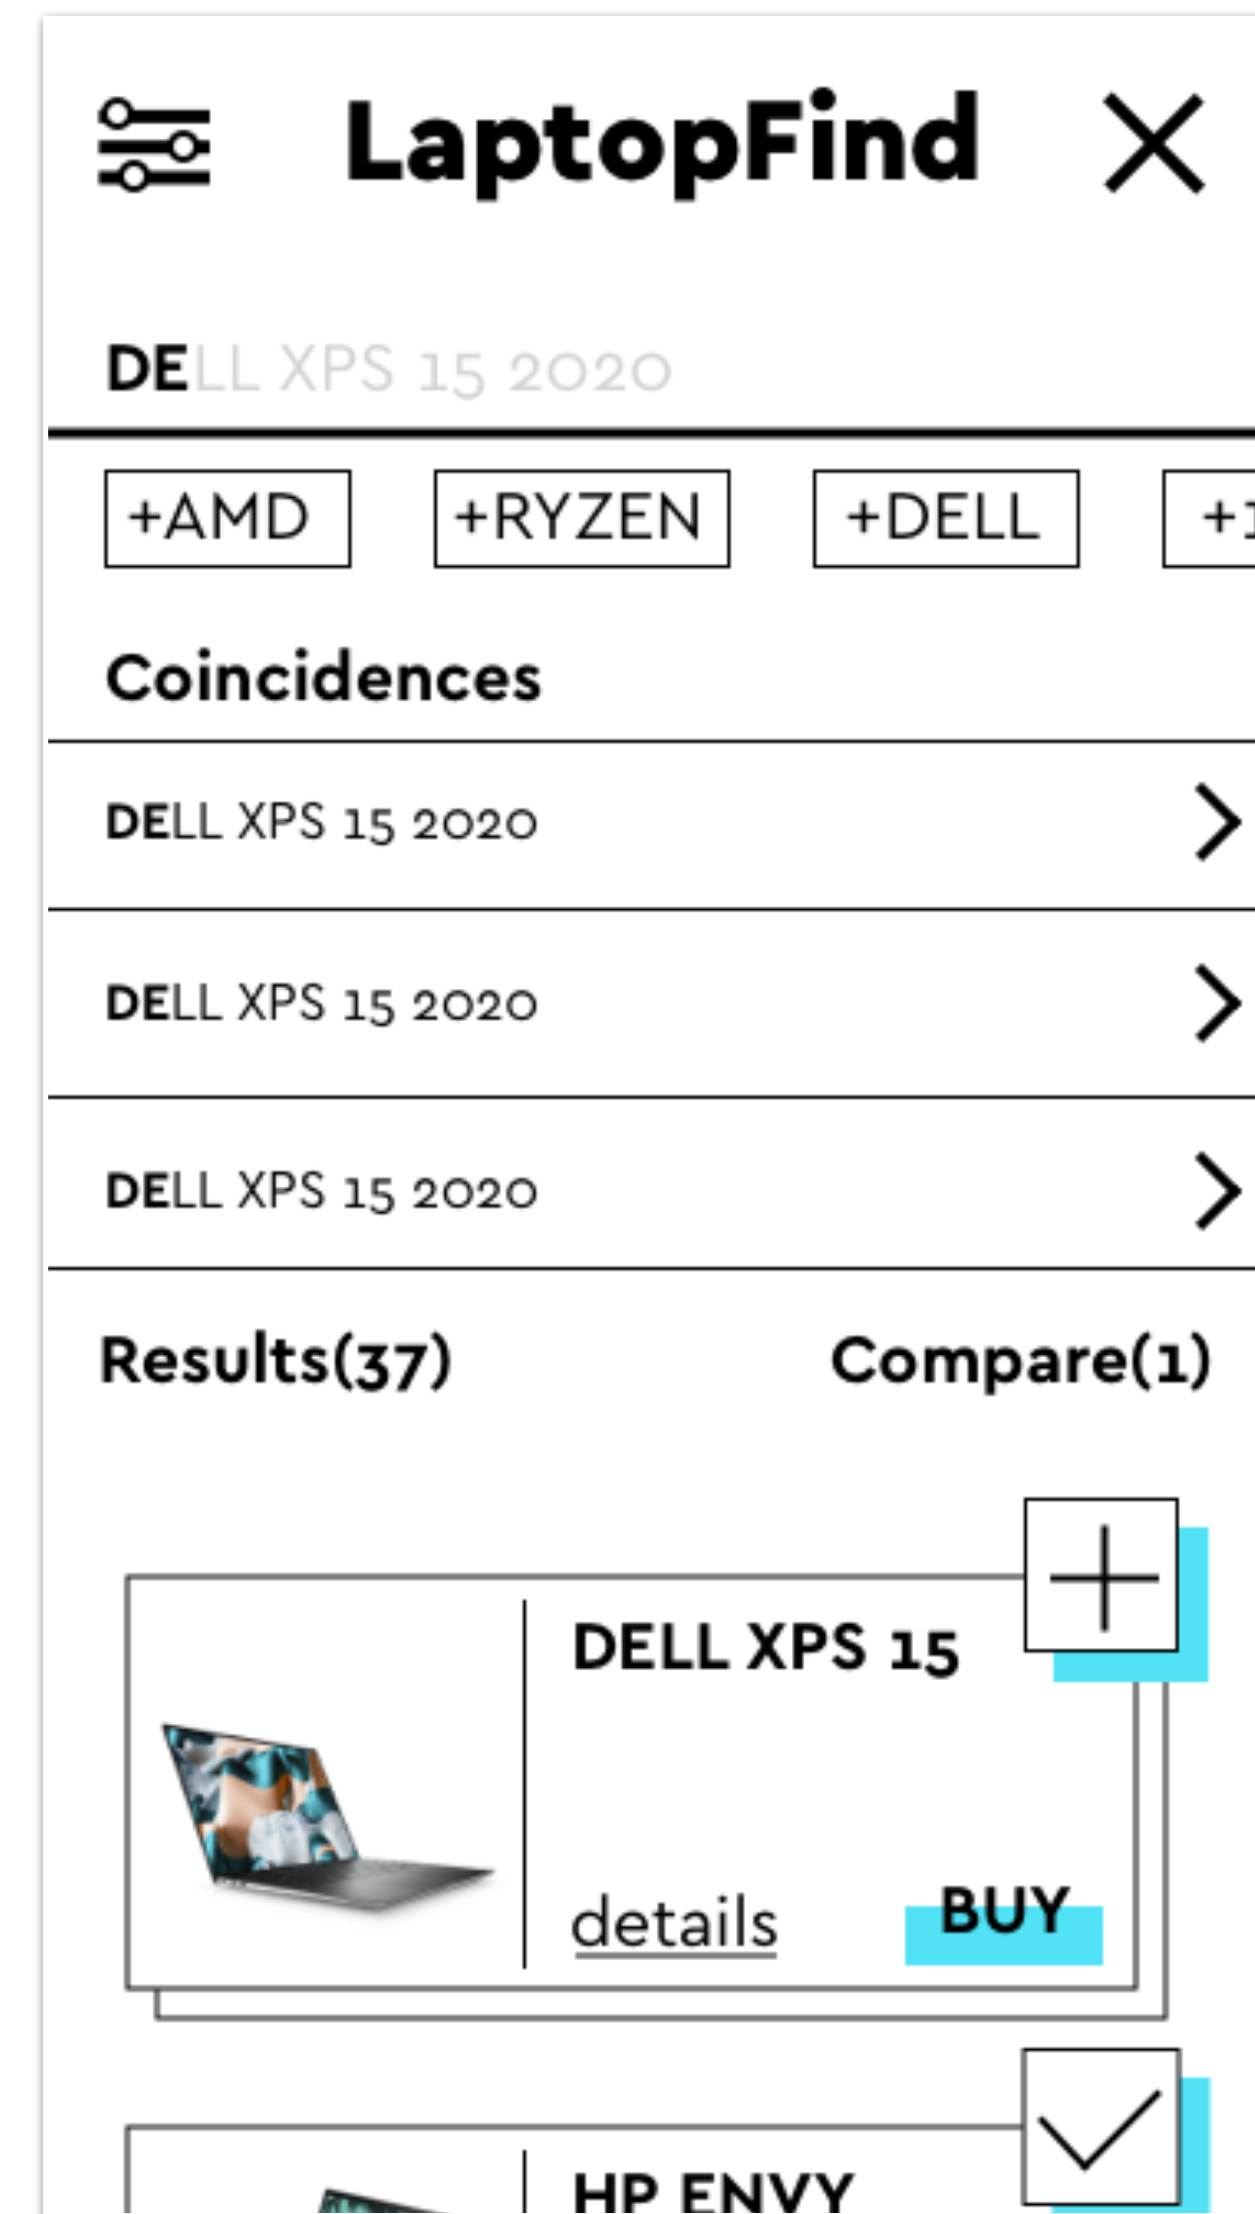 LaptopFind
DELL XPS 15 2020
+AMD +RYZEN +DELL +1
Coincidences
DELL XPS 15 2020
DELL XPS 15 2020
DELL XPS 15 2020
Results(37) Compare(1)
DELL XPS 15
details BUY
HP ENVY